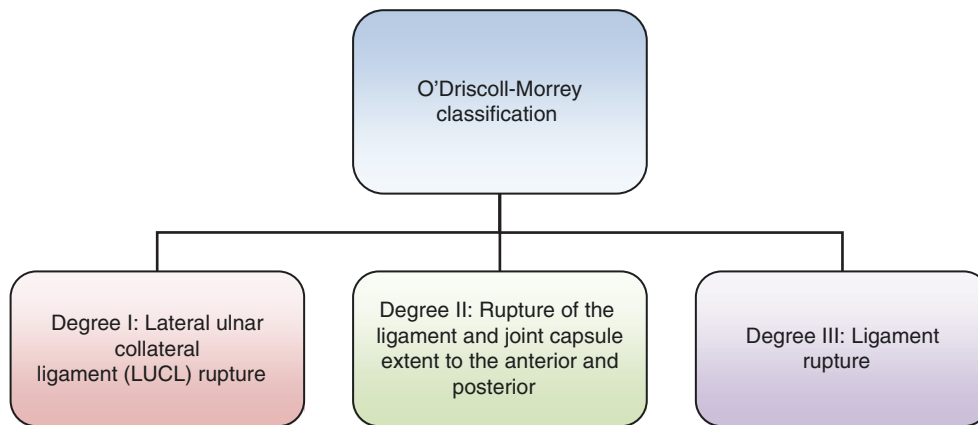 O’Driscoll-Morrey
classification
Degree I: Lateral ulnar
collateral
ligament (LUCL) rupture
Degree II: Rupture of the
ligament and joint capsule
extent to the anterior and
posterior
Degree III: Ligament
rupture